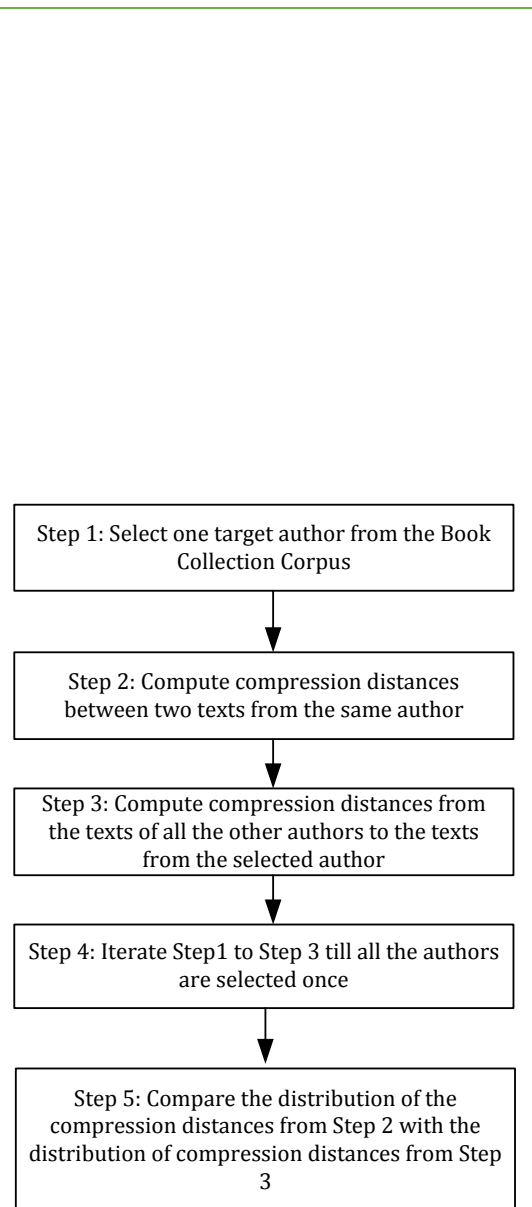 Step 1: Select one target author from the Book
Collection Corpus
Step 2: Compute compression distances
between two texts from the same author
Step 3: Compute compression distances from
the texts of all the other authors to the texts
from the selected author
Step 4: Iterate Step1 to Step 3 till all the authors
are selected once
Step 5: Compare the distribution of the
compression distances from Step 2 with the
distribution of compression distances from Step
3